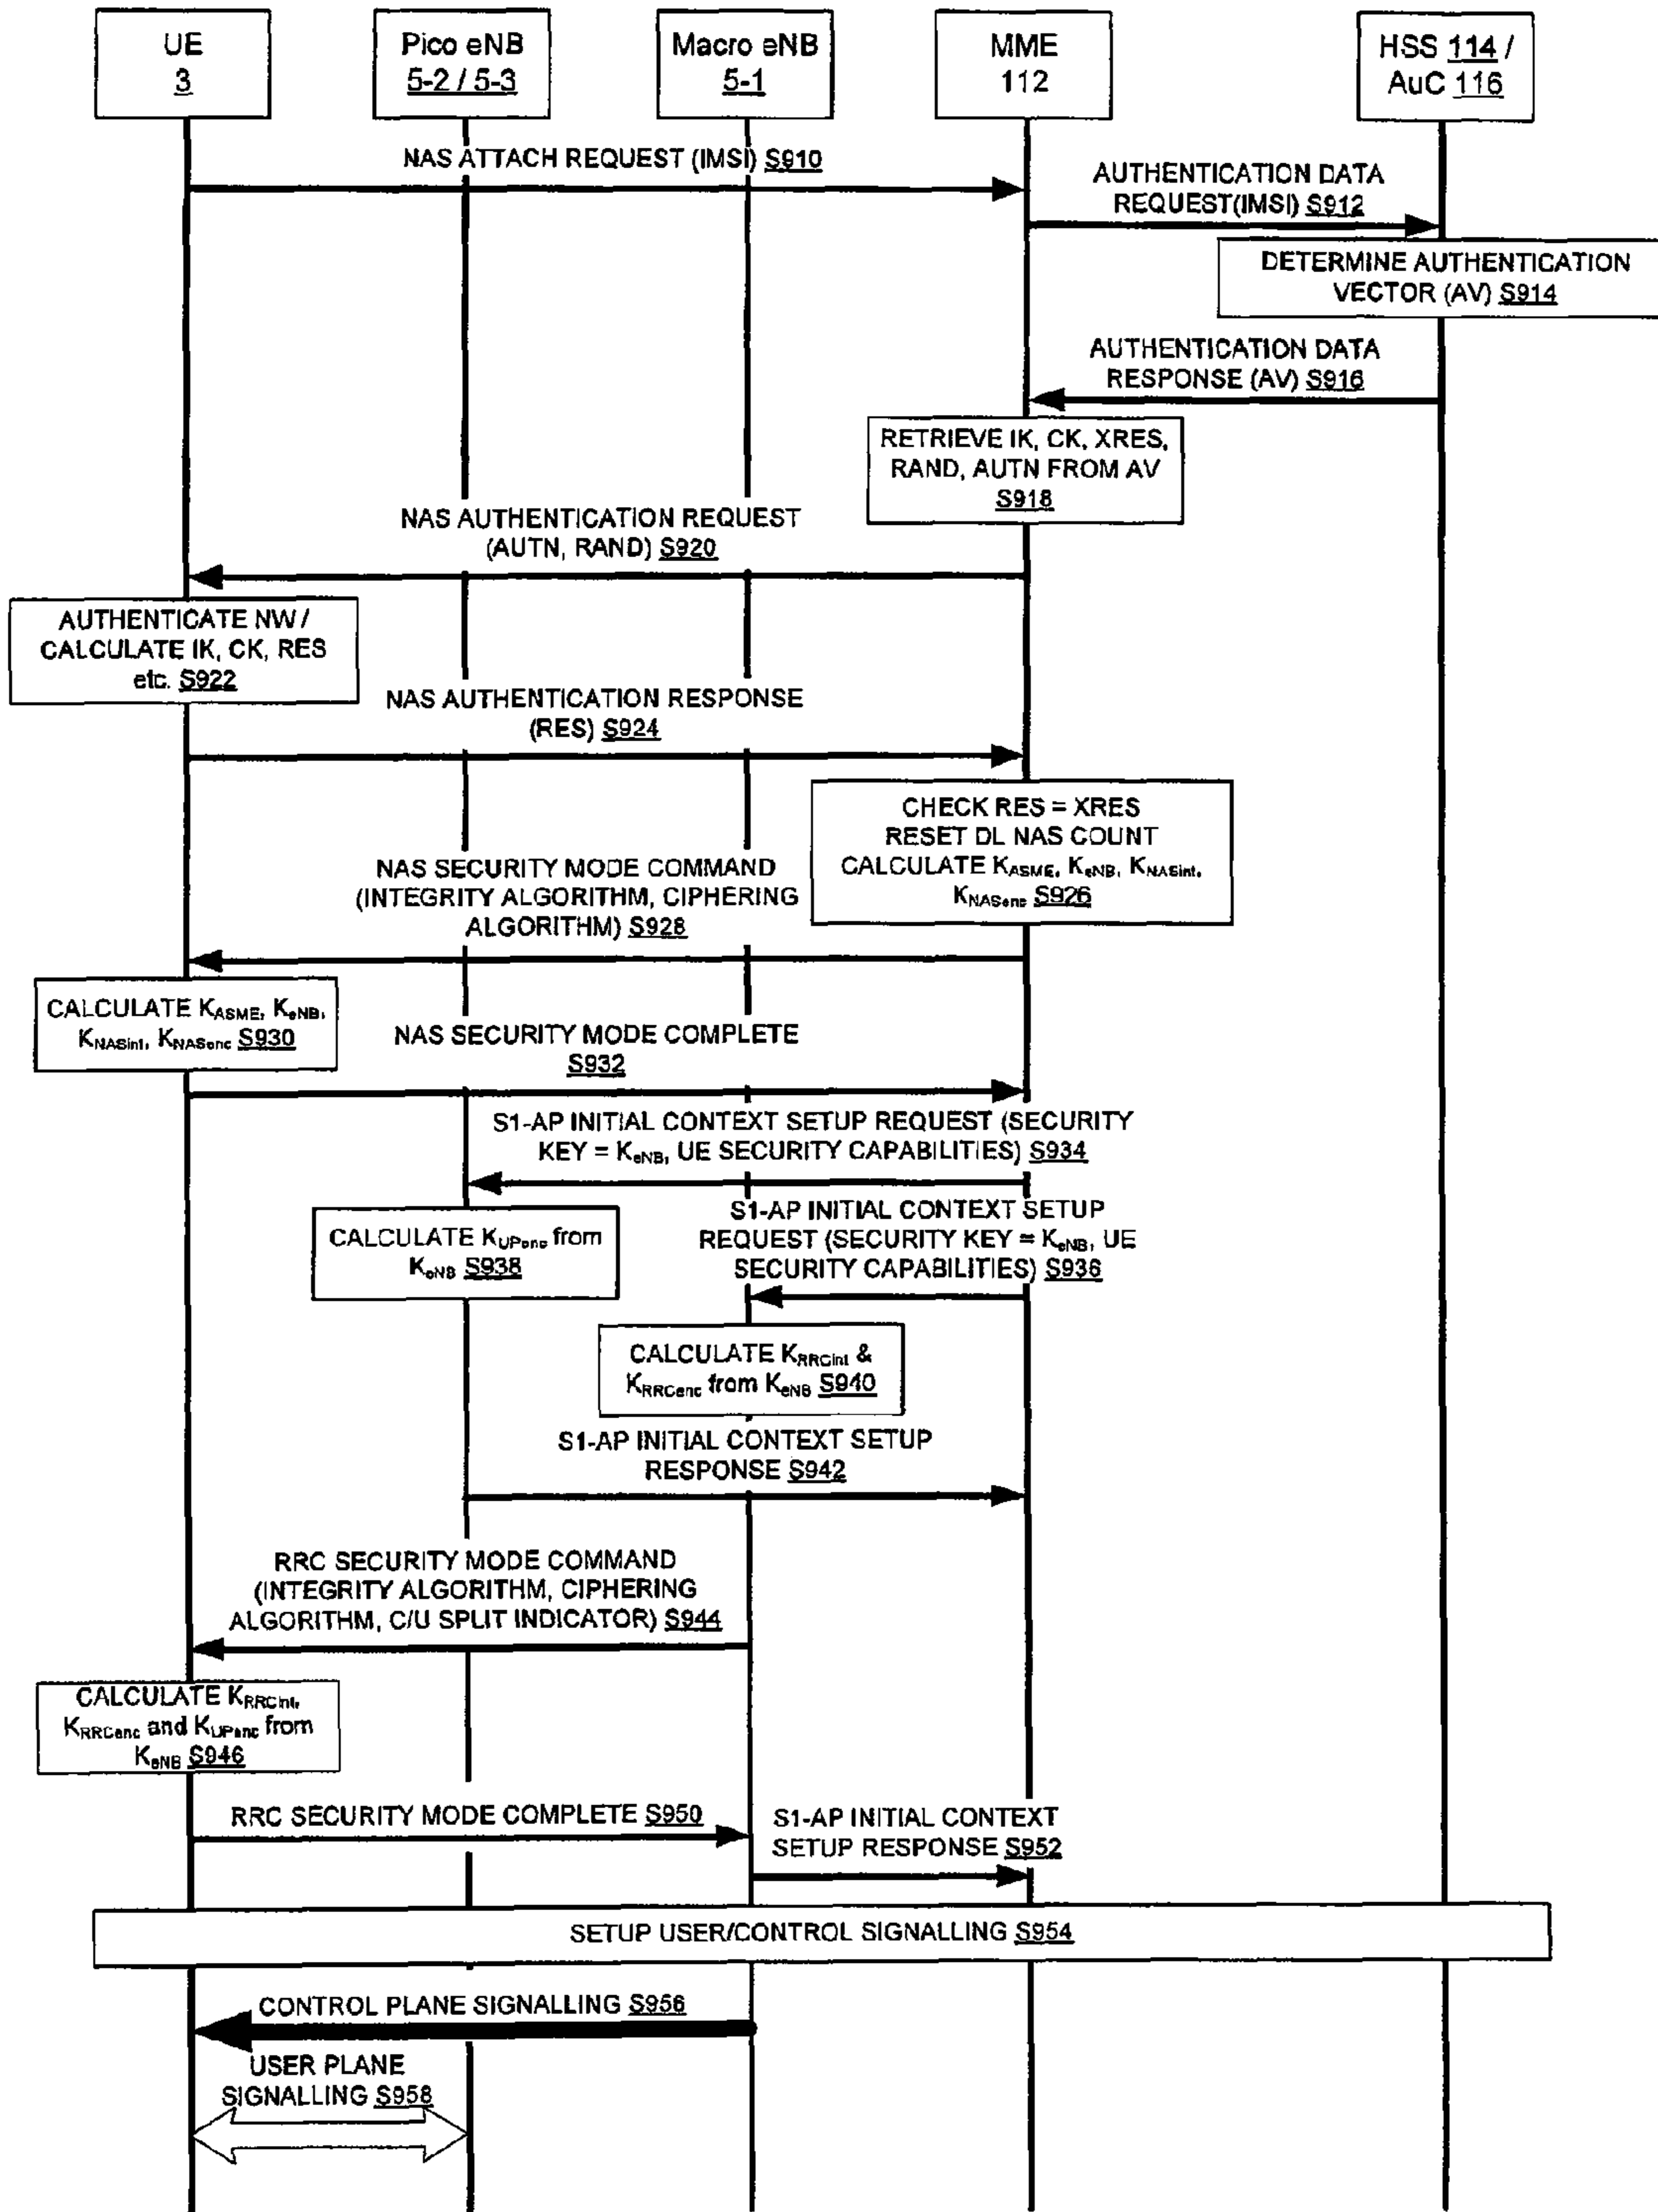 UE
3
Pico eNB
5-2 / 5-3
Macro eNB
5-1
MME
112
HSS 114 /
AuC 116
NAS ATTACH REQUEST (IMSI) S910
AUTHENTICATION DATA
REQUEST(IMSI) S912
DETERMINE AUTHENTICATION
VECTOR (AV) S914
AUTHENTICATION DATA
RESPONSE (AV) S916
RETRIEVE IK, CK, XRES,
RAND, AUTN FROM AV
S918
NAS AUTHENTICATION REQUEST
(AUTN, RAND) S920
AUTHENTICATE NW /
CALCULATE IK, CK, RES
etc. S922
NAS AUTHENTICATION RESPONSE
(RES) S924
CHECK RES = XRES
RESET DL NAS COUNT
CALCULATE KASME, KeNB, KNASint,
KNASenc S926
NAS SECURITY MODE COMMAND
(INTEGRITY ALGORITHM, CIPHERING
ALGORITHM) S928
CALCULATE KASME, KeNB,
KNASint, KNASenc S930
NAS SECURITY MODE COMPLETE
S932
S1-AP INITIAL CONTEXT SETUP REQUEST (SECURITY
KEY = KeNB, UE SECURITY CAPABILITIES) S934
S1-AP INITIAL CONTEXT SETUP
REQUEST (SECURITY KEY = KeNB, UE
SECURITY CAPABILITIES) S936
CALCULATE KUPenc from
KeNB S938
CALCULATE KRRCint &
KRRCenc from KeNB S940
S1-AP INITIAL CONTEXT SETUP
RESPONSE S942
RRC SECURITY MODE COMMAND
(INTEGRITY ALGORITHM, CIPHERING
ALGORITHM, C/U SPLIT INDICATOR) S944
CALCULATE KRRCint,
KRRCenc and KUPenc from
KeNB S946
RRC SECURITY MODE COMPLETE S950
S1-AP INITIAL CONTEXT
SETUP RESPONSE S952
SETUP USER/CONTROL SIGNALLING S954
CONTROL PLANE SIGNALLING S956
USER PLANE
SIGNALLING S958